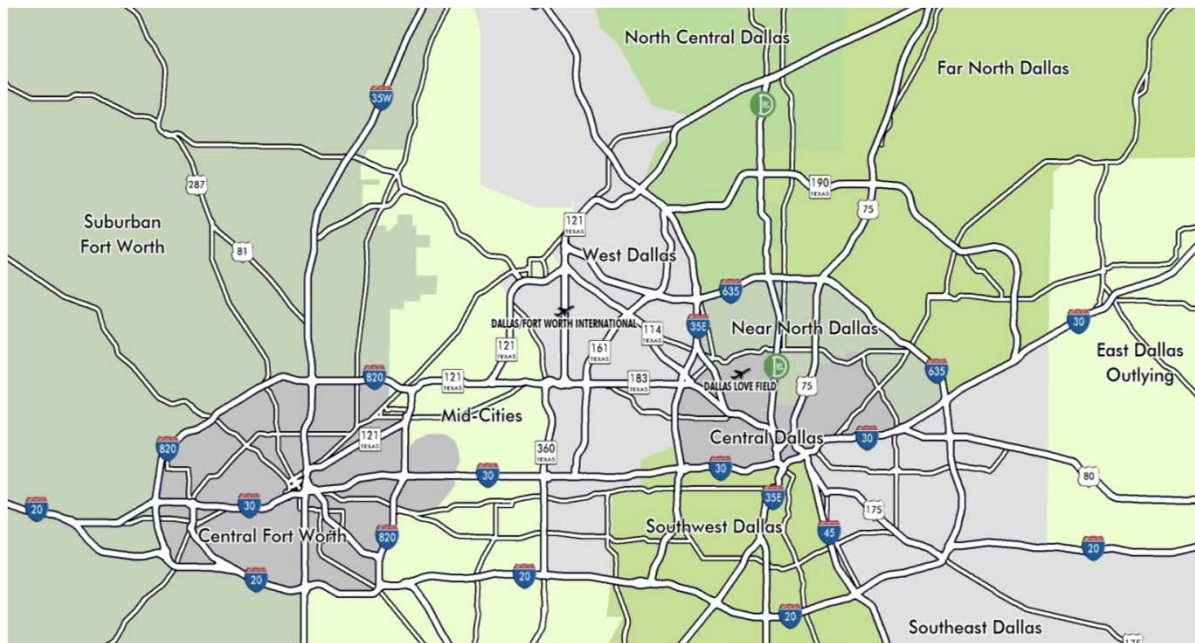 North Central Dallas
Far North Dallas
35W
287
190
TEXAS
75
Suburban
Fort Worth
121
TEXAS
81
West Dallas
635
DALLAS/FORT WORTH INTERNATIONAL
114
TEXAS
35E
Near North Dallas
30
121
TEXAS
161
TEXAS
East Dallas
Outlying
820
121
TEXAS
183
TEXAS
DALLAS LOVE FIELD
75
635
Mid-Cities
820
121
TEXAS
360
TEXAS
Central Dallas
30
30
30
80
20
30
35E
175
Central Fort Worth
820
Southwest Dallas
45
20
20
20
20
Southeast Dallas
175